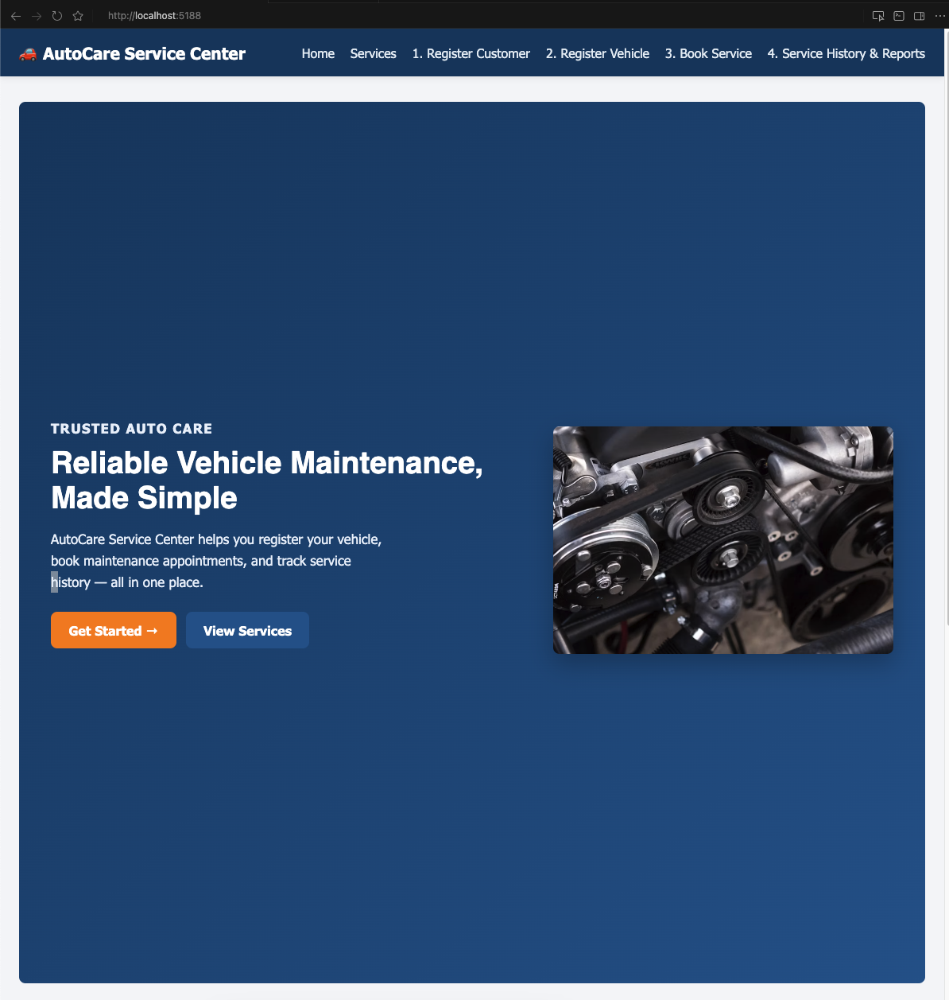 http://localhost:5188
AutoCare Service Center
Home
Services
1. Register Customer
2. Register Vehicle
3. Book Service
4. Service History & Reports
TRUSTED AUTO CARE
Reliable Vehicle Maintenance,
Made Simple
AutoCare Service Center helps you register your vehicle,
book maintenance appointments, and track service
history — all in one place.
Get Started →
View Services